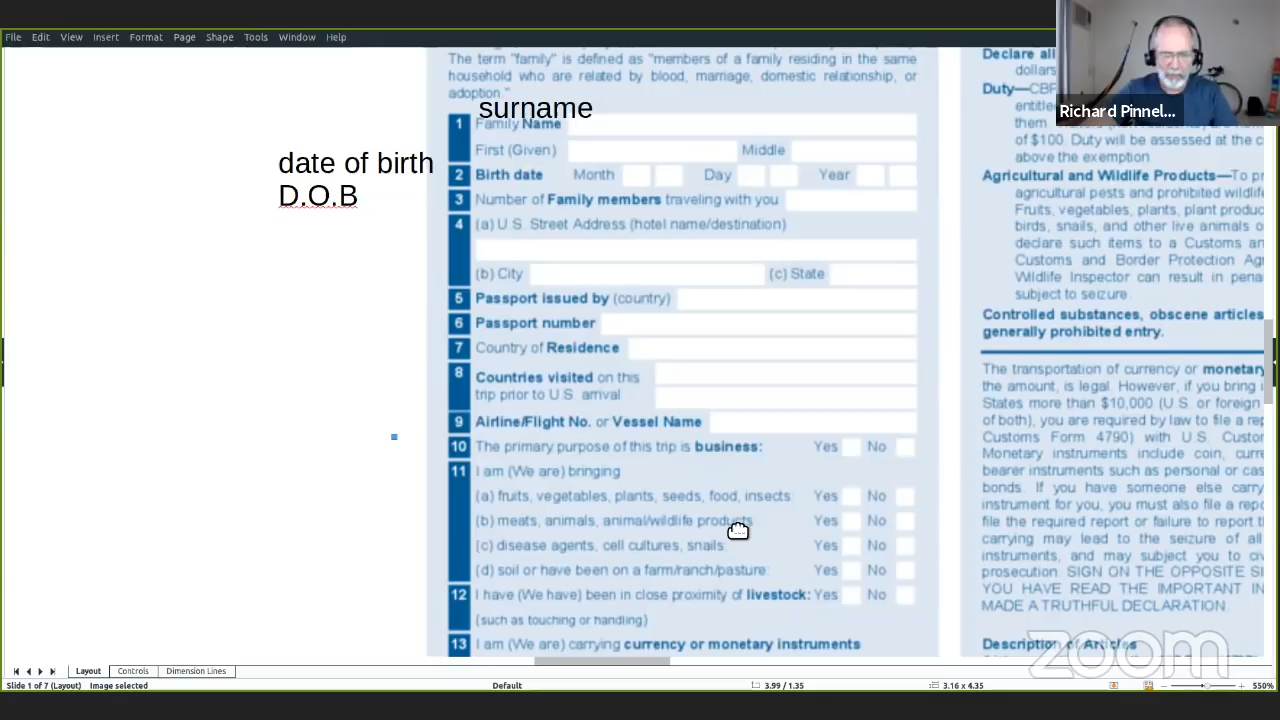 File Edit View Insert Format Page Shape Tools Window Help
The term "family" is defined as "members of a family residing in the same
household who are related by blood, marriage, domestic relationship, or
adoption."
surname
date of birth
D.O.B
1 Family Name
First (Given) Middle
2 Birth date Month Day Year
3 Number of Family members traveling with you
4 (a) U.S. Street Address (hotel name/destination)
(b) City (c) State
5 Passport issued by (country)
6 Passport number
7 Country of Residence
8 Countries visited on this
trip prior to U.S. arrival
9 Airline/Flight No. or Vessel Name
10 The primary purpose of this trip is business: Yes No
11 I am (We are) bringing
(a) fruits, vegetables, plants, seeds, food, insects: Yes No
(b) meats, animals, animal/wildlife products Yes No
(c) disease agents, cell cultures, snails: Yes No
(d) soil or have been on a farm/ranch/pasture: Yes No
12 I have (We have) been in close proximity of livestock: Yes No
(such as touching or handling)
13 I am (We are) carrying currency or monetary instruments
Declare all
dollars
Duty—CBP
entitle
them
of $100. Duty will be assessed at the c
above the exemption
Agricultural and Wildlife Products—To pr
agricultural pests and prohibited wildlife
Fruits, vegetables, plants, plant produc
birds, snails, and other live animals o
declare such items to a Customs an
Customs and Border Protection Ag
Wildlife Inspector can result in pena
subject to seizure.
Controlled substances, obscene articles
generally prohibited entry.
The transportation of currency or monetary
the amount, is legal. However, if you bring i
States more than $10,000 (U.S. or foreign
of both), you are required by law to file a rep
Customs Form 4790) with U.S. Custor
Monetary instruments include coin, curre
bearer instruments such as personal or cas
bonds. If you have someone else carry
instrument for you, you must also file a repo
file the required report or failure to report t
carrying may lead to the seizure of all
instruments, and may subject you to civ
prosecution. SIGN ON THE OPPOSITE SI
YOU HAVE READ THE IMPORTANT IN
MADE A TRUTHFUL DECLARATION.
Description of Articles
Richard Pinnel...
zoom
Layout Controls Dimension Lines
Slide 1 of 7 (Layout) Image selected Default 3.99 / 1.35 3.16 x 4.35 550%